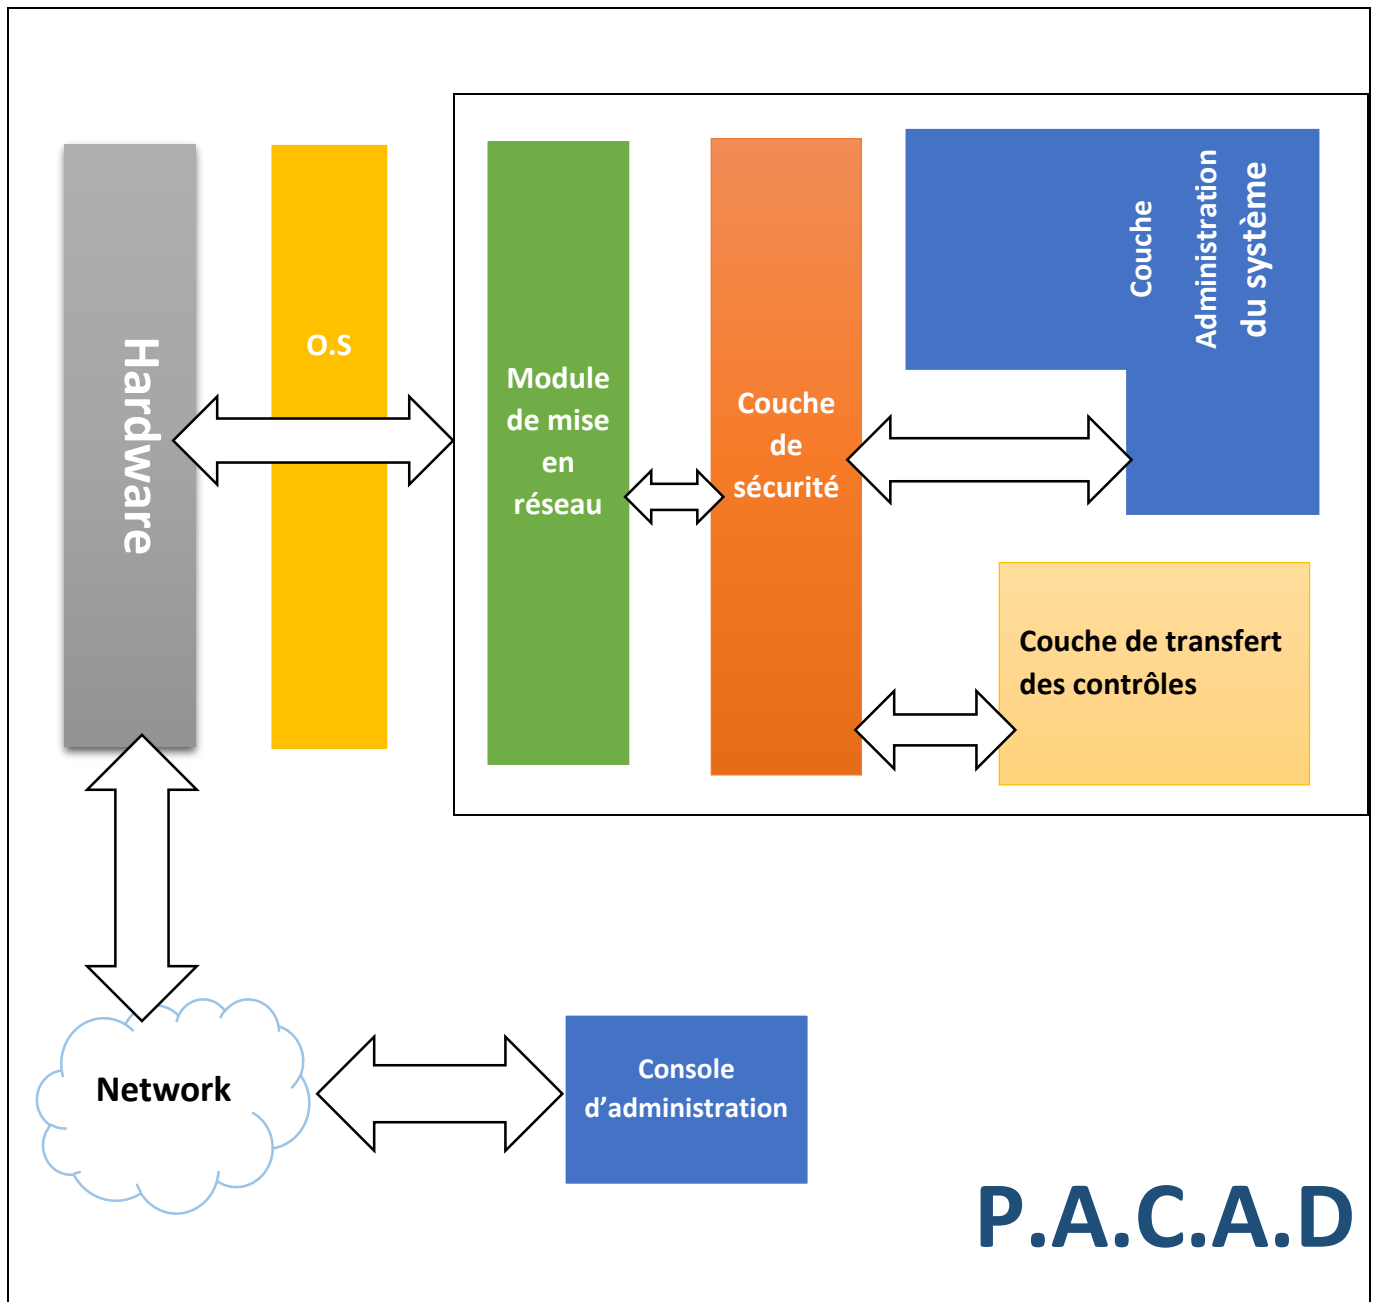 Hardware
O.S
Module
de mise
en
réseau
Couche
de
sécurité
Couche
Administration
du système
Couche de transfert
des contrôles
Network
Console
d’administration
P.A.C.A.D